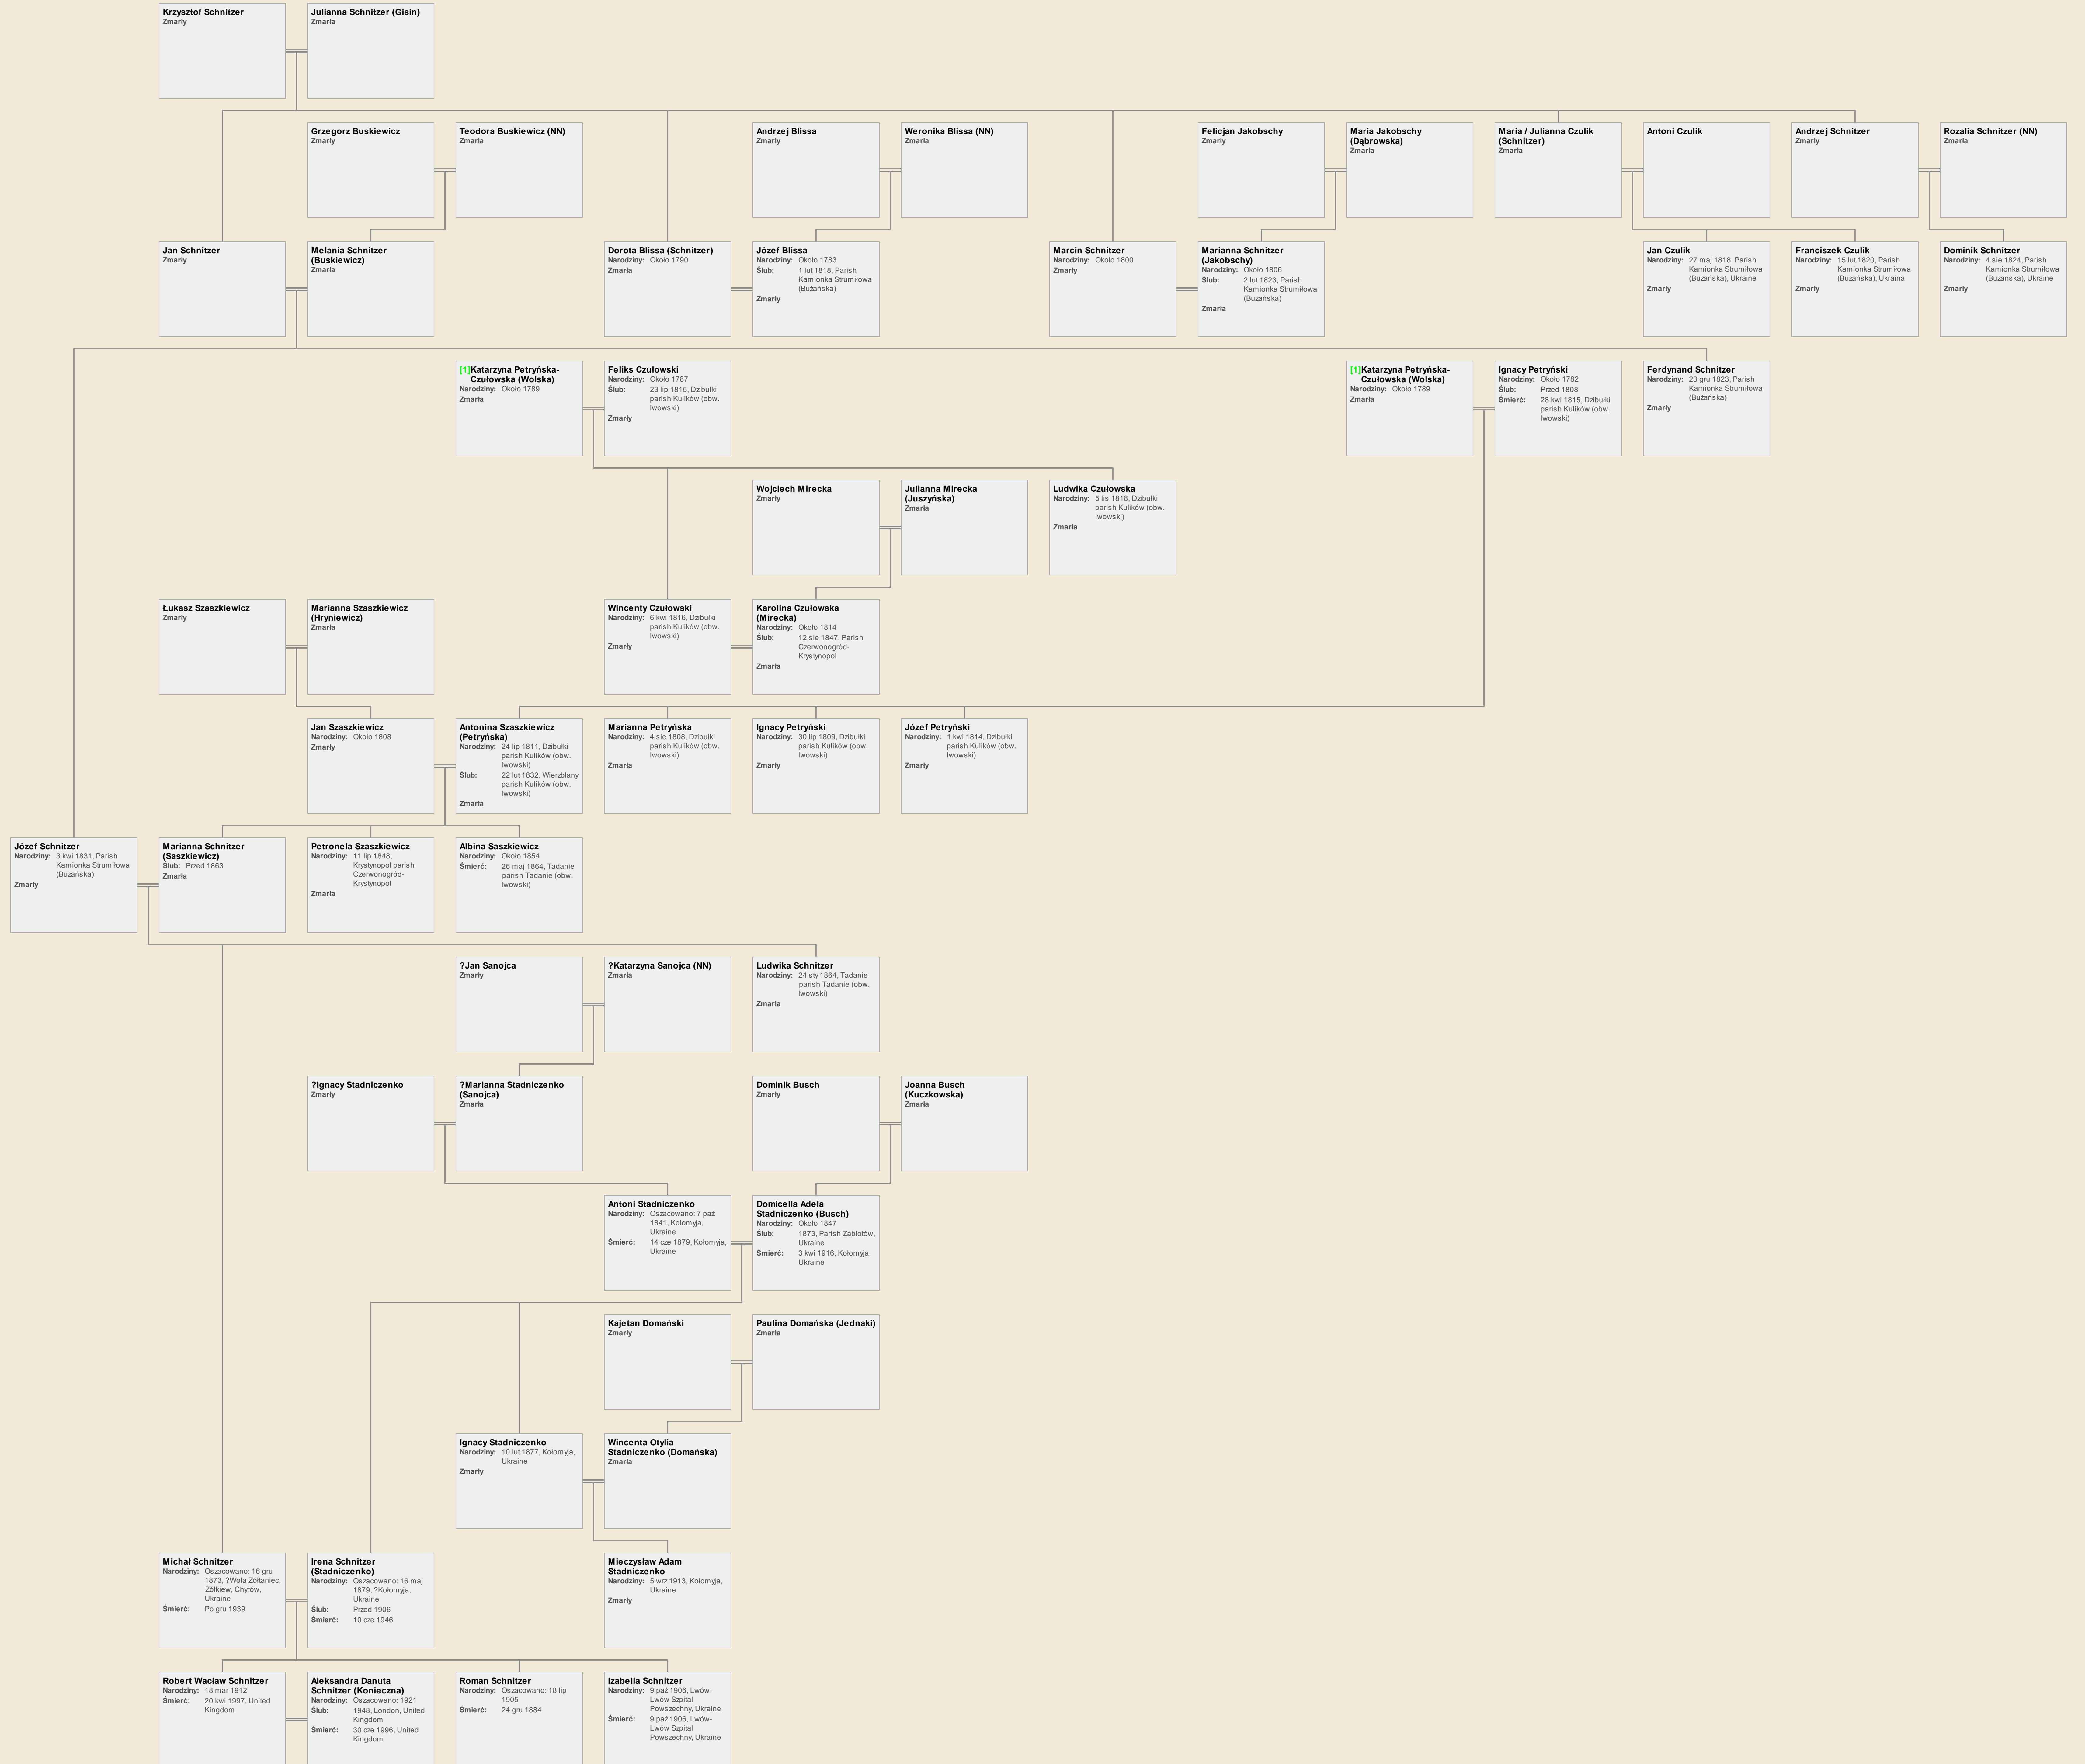 Krzysztof Schnitzer
Zmarły
Julianna Schnitzer (Gisin)
Zmarła
Grzegorz Buskiewicz
Zmarły
Teodora Buskiewicz (NN)
Zmarła
Andrzej Blissa
Zmarły
Weronika Blissa (NN)
Zmarła
Felicjan Jakobschy
Zmarły
Maria Jakobschy
(Dąbrowska)
Zmarła
Maria / Julianna Czulik
(Schnitzer)
Zmarła
Antoni Czulik
Andrzej Schnitzer
Zmarły
Rozalia Schnitzer (NN)
Zmarła
Jan Schnitzer
Zmarły
Melania Schnitzer
(Buskiewicz)
Zmarła
Dorota Blissa (Schnitzer)
Narodziny: Około 1790
Zmarła
Józef Blissa
Narodziny: Około 1783
Ślub: 1 lut 1818, Parish
Kamionka Strumiłowa
(Bużańska)
Zmarły
Marcin Schnitzer
Narodziny: Około 1800
Zmarły
Marianna Schnitzer
(Jakobschy)
Narodziny: Około 1806
Ślub: 2 lut 1823, Parish
Kamionka Strumiłowa
(Bużańska)
Zmarła
Jan Czulik
Narodziny: 27 maj 1818, Parish
Kamionka Strumiłowa
(Bużańska), Ukraine
Zmarły
Franciszek Czulik
Narodziny: 15 lut 1820, Parish
Kamionka Strumiłowa
(Bużańska), Ukraina
Zmarły
Dominik Schnitzer
Narodziny: 4 sie 1824, Parish
Kamionka Strumiłowa
(Bużańska), Ukraine
Zmarły
[1]Katarzyna Petryńska-
Czułowska (Wolska)
Narodziny: Około 1789
Zmarła
Feliks Czułowski
Narodziny: Około 1787
Ślub: 23 lip 1815, Dzibułki
parish Kulików (obw.
lwowski)
Zmarły
[1]Katarzyna Petryńska-
Czułowska (Wolska)
Narodziny: Około 1789
Zmarła
Ignacy Petryński
Narodziny: Około 1782
Ślub: Przed 1808
Śmierć: 28 kwi 1815, Dzibułki
parish Kulików (obw.
lwowski)
Ferdynand Schnitzer
Narodziny: 23 gru 1823, Parish
Kamionka Strumiłowa
(Bużańska)
Zmarły
Wojciech Mirecka
Zmarły
Julianna Mirecka
(Juszyńska)
Zmarła
Ludwika Czułowska
Narodziny: 5 lis 1818, Dzibułki
parish Kulików (obw.
lwowski)
Zmarła
Łukasz Szaszkiewicz
Zmarły
Marianna Szaszkiewicz
(Hryniewicz)
Zmarła
Wincenty Czułowski
Narodziny: 6 kwi 1816, Dzibułki
parish Kulików (obw.
lwowski)
Zmarły
Karolina Czułowska
(Mirecka)
Narodziny: Około 1814
Ślub: 12 sie 1847, Parish
Czerwonogród-
Krystynopol
Zmarła
Jan Szaszkiewicz
Narodziny: Około 1808
Zmarły
Antonina Szaszkiewicz
(Petryńska)
Narodziny: 24 lip 1811, Dzibułki
parish Kulików (obw.
lwowski)
Ślub: 22 lut 1832, Wierzblany
parish Kulików (obw.
lwowski)
Zmarła
Marianna Petryńska
Narodziny: 4 sie 1808, Dzibułki
parish Kulików (obw.
lwowski)
Zmarła
Ignacy Petryński
Narodziny: 30 lip 1809, Dzibułki
parish Kulików (obw.
lwowski)
Zmarły
Józef Petryński
Narodziny: 1 kwi 1814, Dzibułki
parish Kulików (obw.
lwowski)
Zmarły
Józef Schnitzer
Narodziny: 3 kwi 1831, Parish
Kamionka Strumiłowa
(Bużańska)
Zmarły
Marianna Schnitzer
(Saszkiewicz)
Ślub: Przed 1863
Zmarła
Petronela Szaszkiewicz
Narodziny: 11 lip 1848,
Krystynopol parish
Czerwonogród-
Krystynopol
Zmarła
Albina Saszkiewicz
Narodziny: Około 1854
Śmierć: 26 maj 1864, Tadanie
parish Tadanie (obw.
lwowski)
?Jan Sanojca
Zmarły
?Katarzyna Sanojca (NN)
Zmarła
Ludwika Schnitzer
Narodziny: 24 sty 1864, Tadanie
parish Tadanie (obw.
lwowski)
Zmarła
?Ignacy Stadniczenko
Zmarły
?Marianna Stadniczenko
(Sanojca)
Zmarła
Dominik Busch
Zmarły
Joanna Busch
(Kuczkowska)
Zmarła
Antoni Stadniczenko
Narodziny: Oszacowano: 7 paź
1841, Kołomyja,
Ukraine
Śmierć: 14 cze 1879, Kołomyja,
Ukraine
Domicella Adela
Stadniczenko (Busch)
Narodziny: Około 1847
Ślub: 1873, Parish Zabłotów,
Ukraine
Śmierć: 3 kwi 1916, Kołomyja,
Ukraine
Kajetan Domański
Zmarły
Paulina Domańska (Jednaki)
Zmarła
Ignacy Stadniczenko
Narodziny: 10 lut 1877, Kołomyja,
Ukraine
Zmarły
Wincenta Otylia
Stadniczenko (Domańska)
Zmarła
Michał Schnitzer
Narodziny: Oszacowano: 16 gru
1873, ?Wola Żółtaniec,
Żółkiew, Chyrów,
Ukraine
Śmierć: Po gru 1939
Irena Schnitzer
(Stadniczenko)
Narodziny: Oszacowano: 16 maj
1879, ?Kołomyja,
Ukraine
Ślub: Przed 1906
Śmierć: 10 cze 1946
Mieczysław Adam
Stadniczenko
Narodziny: 5 wrz 1913, Kołomyja,
Ukraine
Zmarły
Robert Wacław Schnitzer
Narodziny: 18 mar 1912
Śmierć: 20 kwi 1997, United
Kingdom
Aleksandra Danuta
Schnitzer (Konieczna)
Narodziny: Oszacowano: 1921
Ślub: 1948, London, United
Kingdom
Śmierć: 30 cze 1996, United
Kingdom
Roman Schnitzer
Narodziny: Oszacowano: 18 lip
1905
Śmierć: 24 gru 1884
Izabella Schnitzer
Narodziny: 9 paź 1906, Lwów-
Lwów Szpital
Powszechny, Ukraine
Śmierć: 9 paź 1906, Lwów-
Lwów Szpital
Powszechny, Ukraine